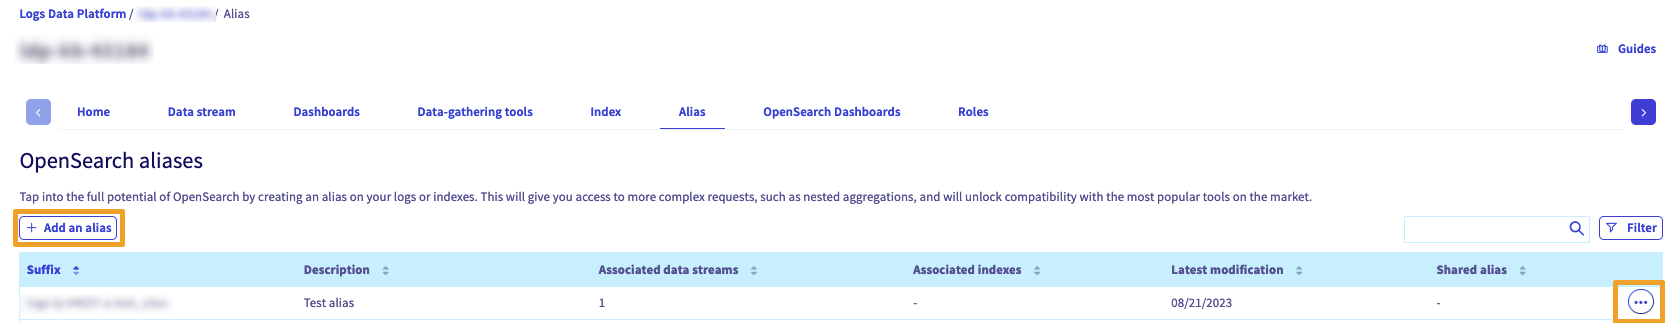 Logs Data Platform / / Alias
Guides
Home Data stream Dashboards Data-gathering tools Index Alias OpenSearch Dashboards Roles
OpenSearch aliases
Tap into the full potential of OpenSearch by creating an alias on your logs or indexes. This will give you access to more complex requests, such as nested aggregations, and will unlock compatibility with the most popular tools on the market.
+ Add an alias Filter
Suffix Description Associated data streams Associated indexes Latest modification Shared alias
Test alias 1 - 08/21/2023 - ...